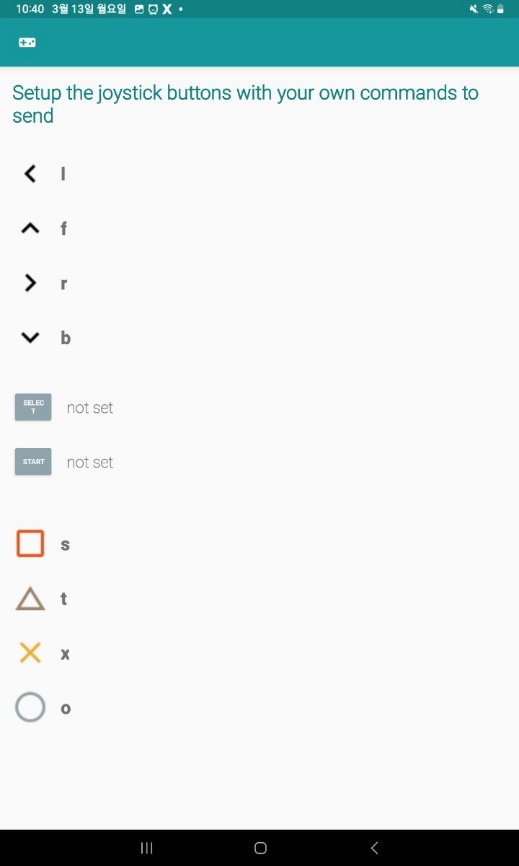 10:40 3월 13일 월요일
Setup the joystick buttons with your own commands to
send
l
f
r
b
SELEC
T
not set
START
not set
s
t
x
o